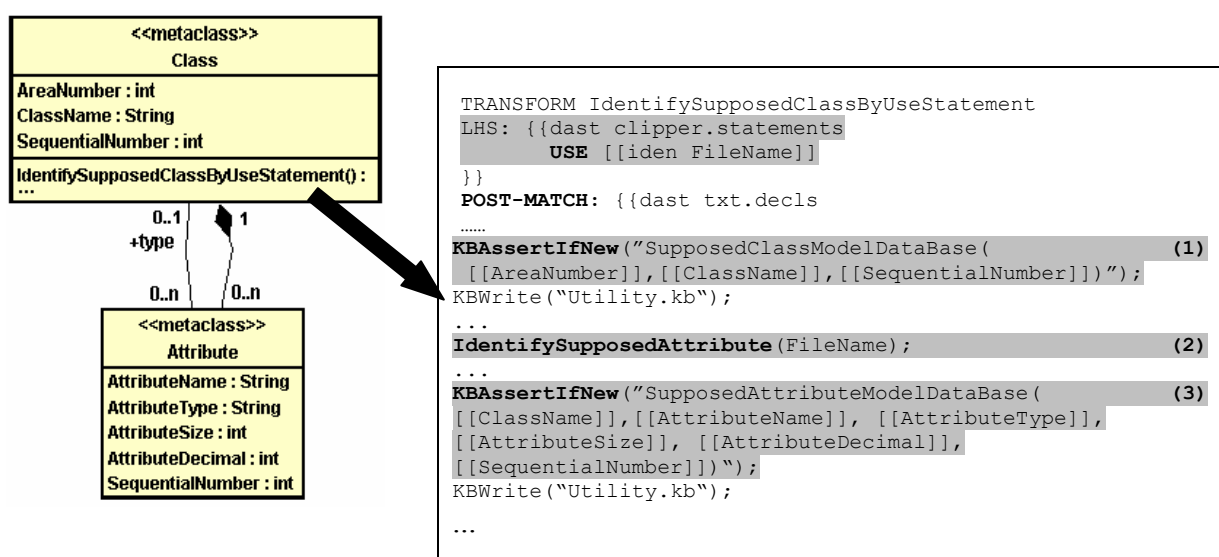 <<metaclass>>
Class
AreaNumber : int
ClassName : String
SequentialNumber : int
IdentifySupposedClassByUseStatement() :
...
0..1
1
+type
0..n
0..n
<<metaclass>>
Attribute
AttributeName : String
AttributeType : String
AttributeSize : int
AttributeDecimal : int
SequentialNumber : int
TRANSFORM IdentifySupposedClassByUseStatement
LHS: {{dast clipper.statements
USE [[iden FileName]]
}}
POST-MATCH: {{dast txt.decls
……
KBAssertIfNew(”SupposedClassModelDataBase( (1)
[[AreaNumber]],[[ClassName]],[[SequentialNumber]])”);
KBWrite(“Utility.kb“);
...
IdentifySupposedAttribute(FileName); (2)
...
KBAssertIfNew(”SupposedAttributeModelDataBase( (3)
[[ClassName]],[[AttributeName]], [[AttributeType]],
[[AttributeSize]], [[AttributeDecimal]],
[[SequentialNumber]])“);
KBWrite(“Utility.kb“);
...